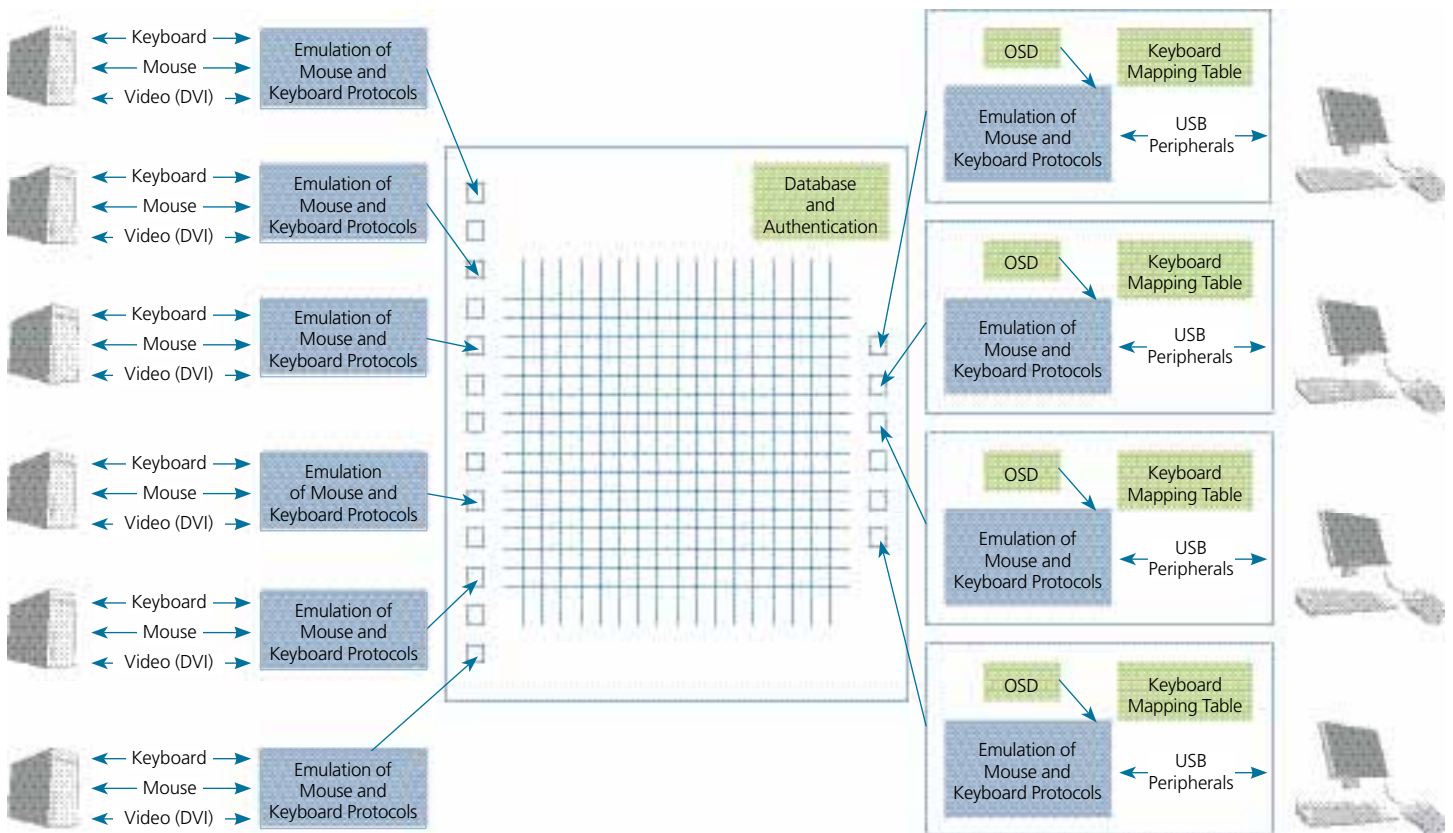 Keyboard
Mouse
Video (DVI)
Emulation of
Mouse and
Keyboard Protocols
Keyboard
Mouse
Video (DVI)
Emulation of
Mouse and
Keyboard Protocols
Keyboard
Mouse
Video (DVI)
Emulation of
Mouse and
Keyboard Protocols
Keyboard
Mouse
Video (DVI)
Emulation
of Mouse and
Keyboard Protocols
Keyboard
Mouse
Video (DVI)
Emulation of
Mouse and
Keyboard Protocols
Keyboard
Mouse
Video (DVI)
Emulation of
Mouse and
Keyboard Protocols
Database
and
Authentication
OSD
Keyboard
Mapping Table
Emulation of
Mouse and
Keyboard Protocols
USB
Peripherals
OSD
Keyboard
Mapping Table
Emulation of
Mouse and
Keyboard Protocols
USB
Peripherals
OSD
Keyboard
Mapping Table
Emulation of
Mouse and
Keyboard Protocols
USB
Peripherals
OSD
Keyboard
Mapping Table
Emulation of
Mouse and
Keyboard Protocols
USB
Peripherals